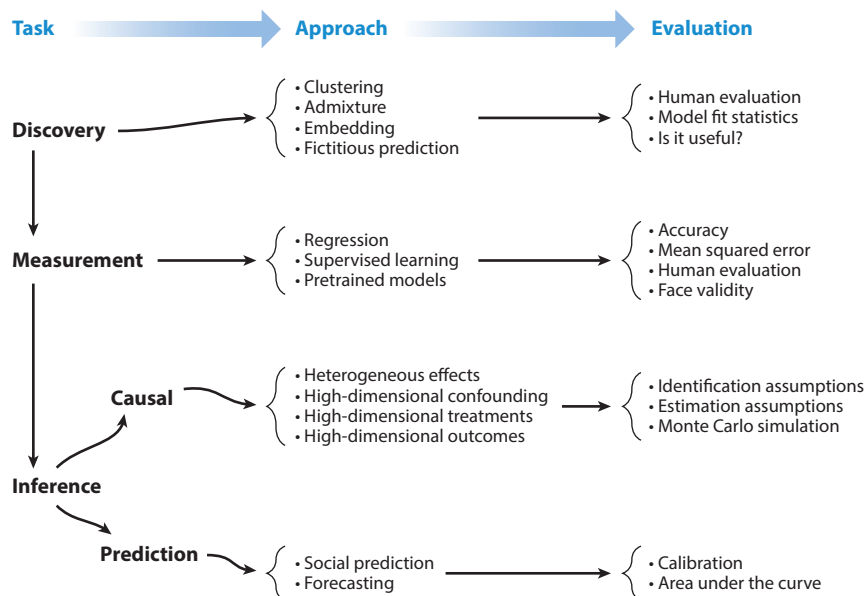 Task Approach Evaluation
Discovery
• Clustering
• Admixture
• Embedding
• Fictitious prediction
• Human evaluation
• Model fit statistics
• Is it useful?
Measurement
• Regression
• Supervised learning
• Pretrained models
• Accuracy
• Mean squared error
• Human evaluation
• Face validity
Inference
Causal
• Heterogeneous effects
• High-dimensional confounding
• High-dimensional treatments
• High-dimensional outcomes
• Identification assumptions
• Estimation assumptions
• Monte Carlo simulation
Prediction
• Social prediction
• Forecasting
• Calibration
• Area under the curve